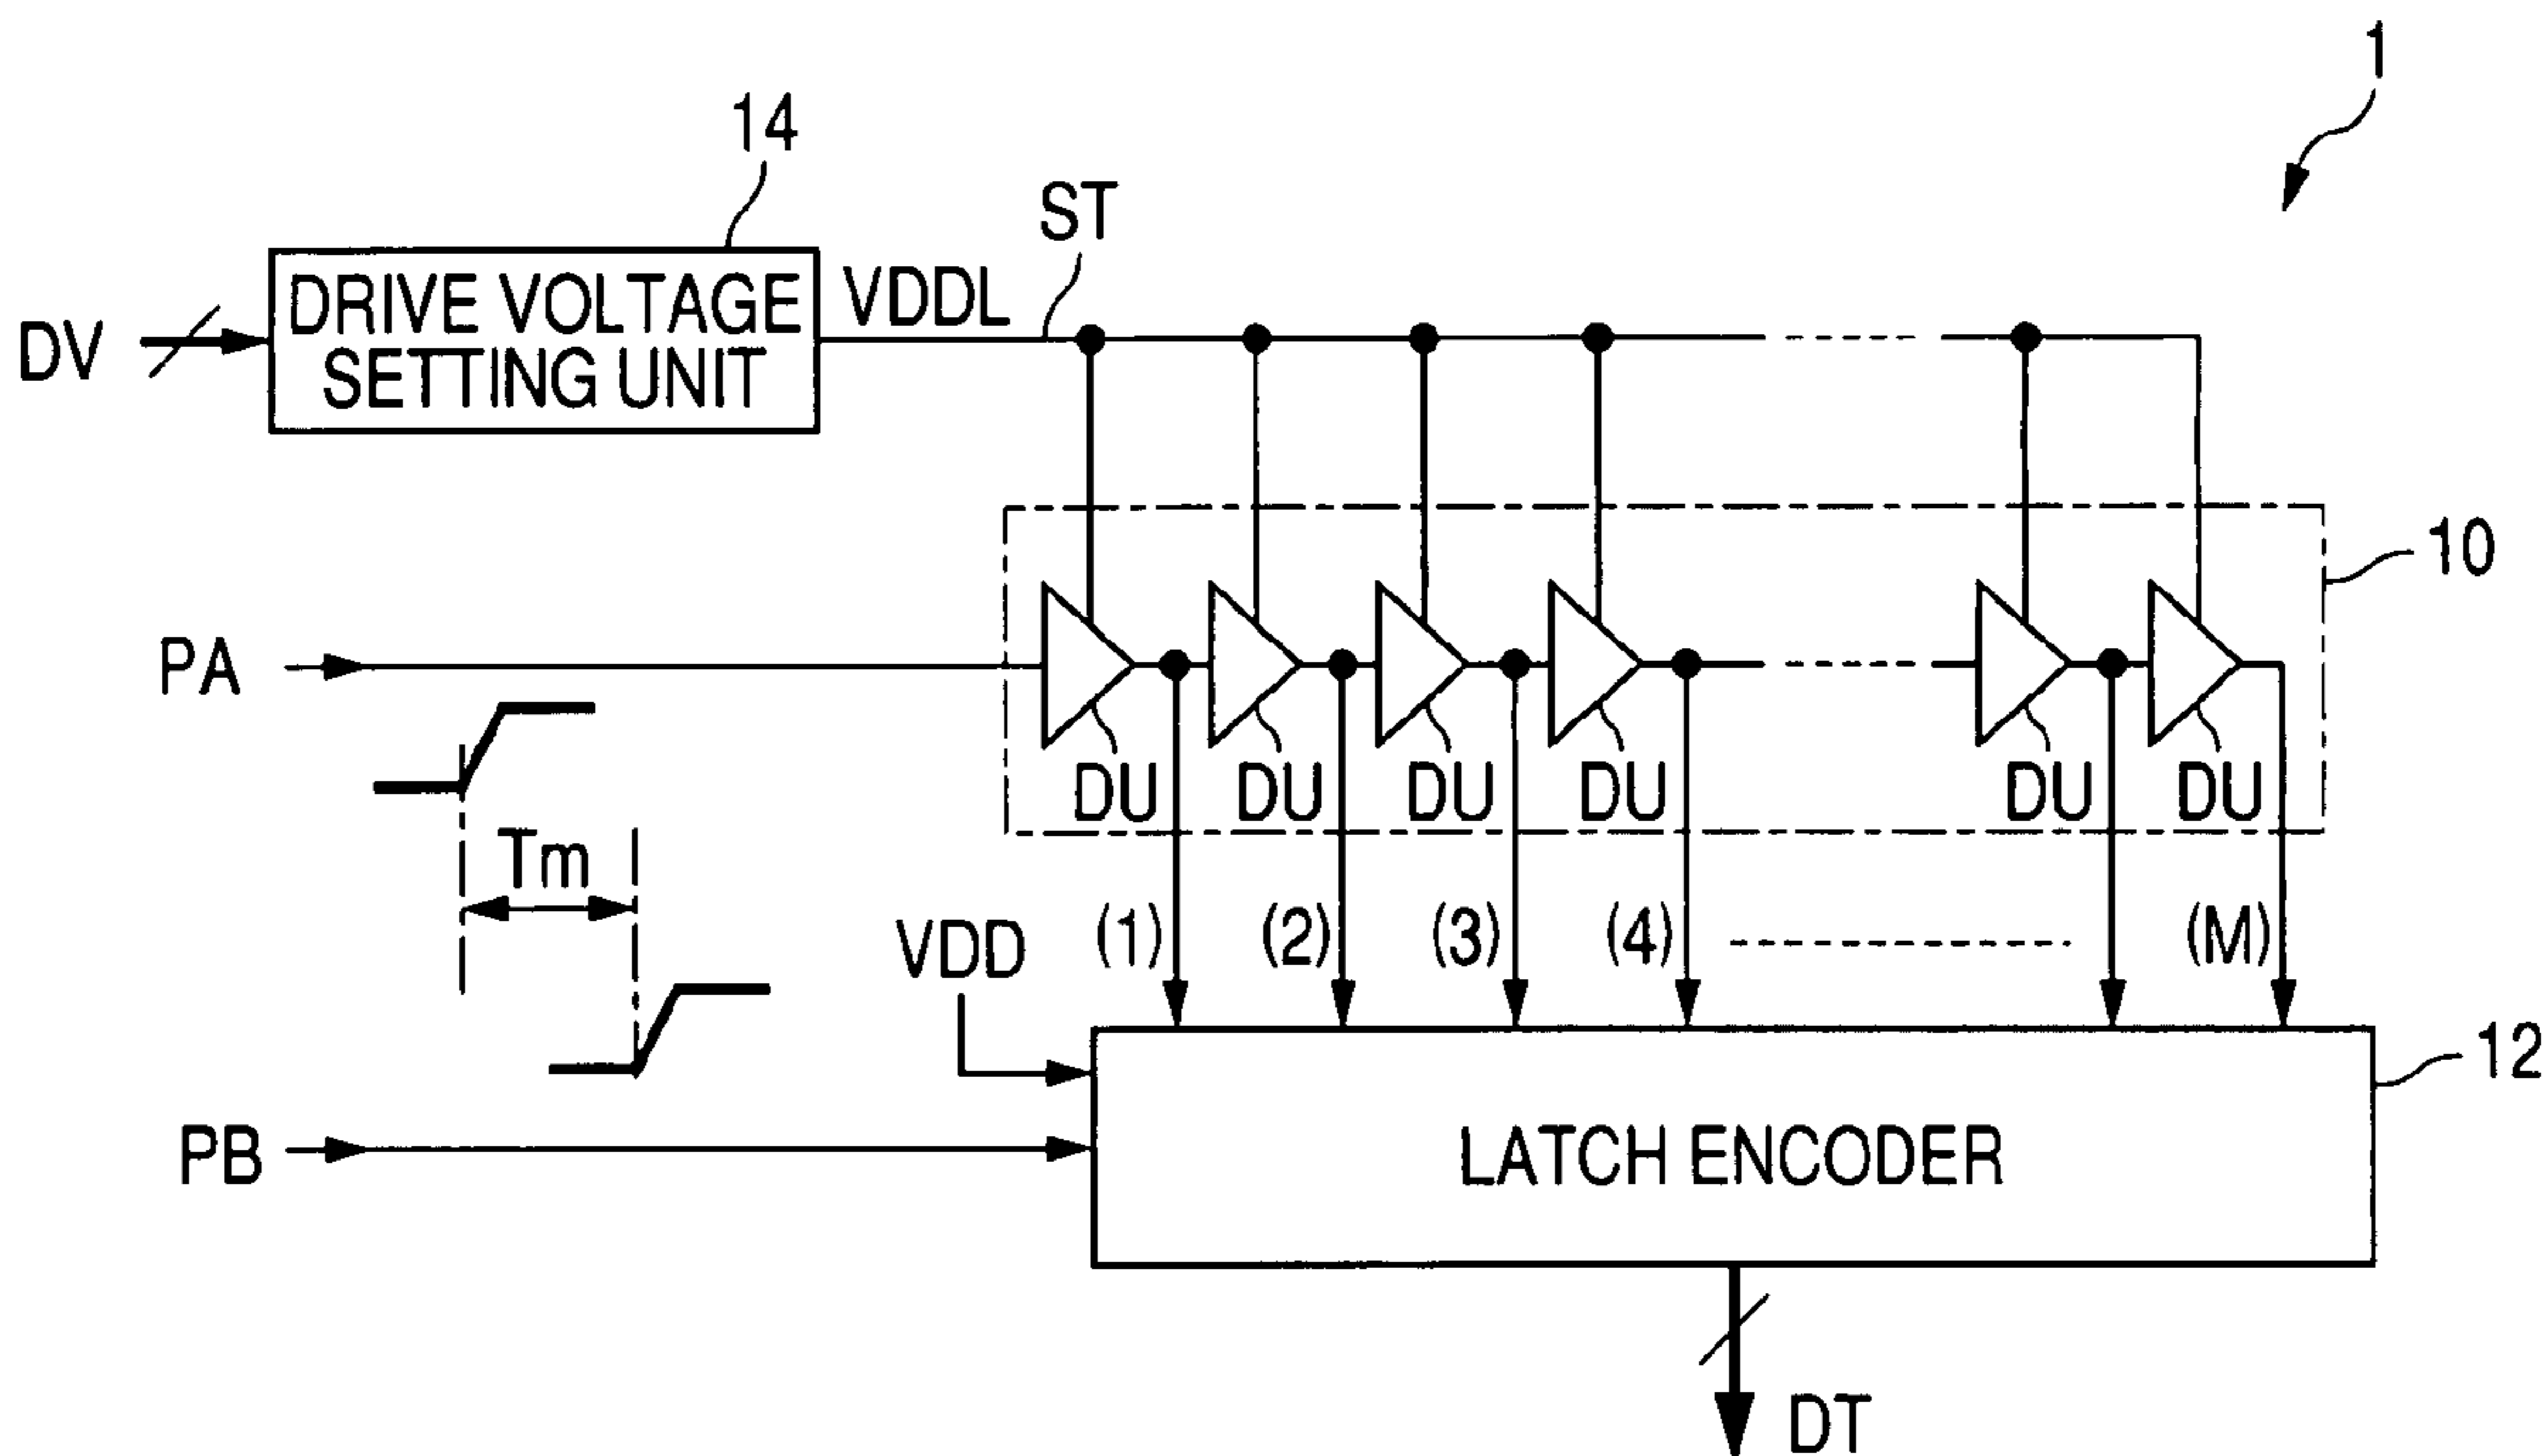 1
14
ST
DRIVE VOLTAGE
SETTING UNIT
VDDL
DV
10
PA
DU DU DU DU DU DU
Tm
VDD
(1) (2) (3) (4) (M)
12
PB
LATCH ENCODER
DT